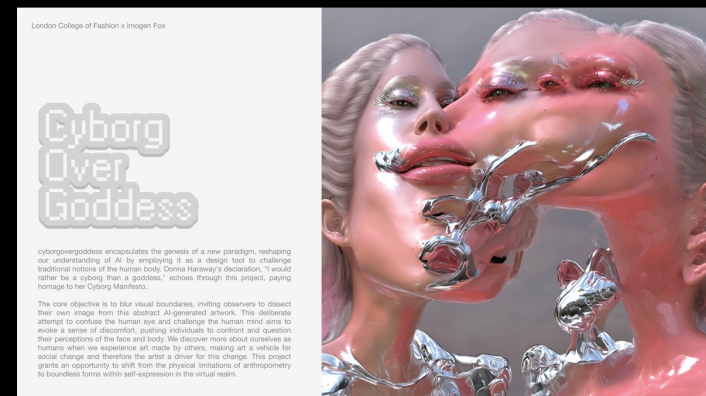 London College of Fashion x Imogen Fox
Cyborg
Over
Goddess
cyborgovergoddess encapsulates the genesis of a new paradigm, reshaping
our understanding of AI by employing it as a design tool to challenge
traditional notions of the human body. Donna Haraway's declaration, "I would
rather be a cyborg than a goddess," echoes through this project, paying
homage to her Cyborg Manifesto.
The core objective is to blur visual boundaries, inviting observers to dissect
their own image from this abstract AI-generated artwork. This deliberate
attempt to confuse the human eye and challenge the human mind aims to
evoke a sense of discomfort, pushing individuals to confront and question
their perceptions of the face and body. We discover more about ourselves as
humans when we experience art made by others, making art a vehicle for
social change and therefore the artist a driver for this change. This project
grants an opportunity to shift from the physical limitations of anthropometry
to boundless forms within self-expression in the virtual realm.